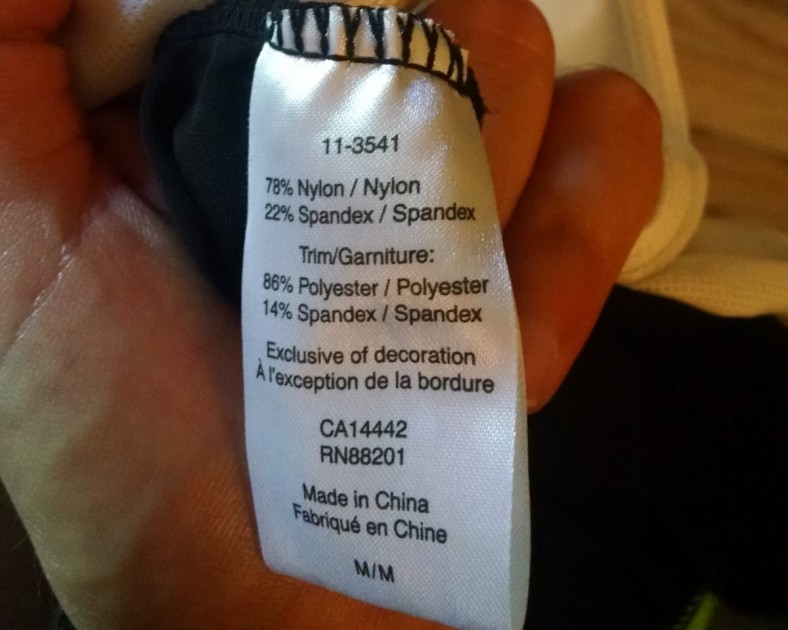 11-3541
78% Nylon / Nylon
22% Spandex / Spandex
Trim/Garniture:
86% Polyester / Polyester
14% Spandex / Spandex
Exclusive of decoration
À l'exception de la bordure
CA14442
RN88201
Made in China
Fabriqué en Chine
M/M